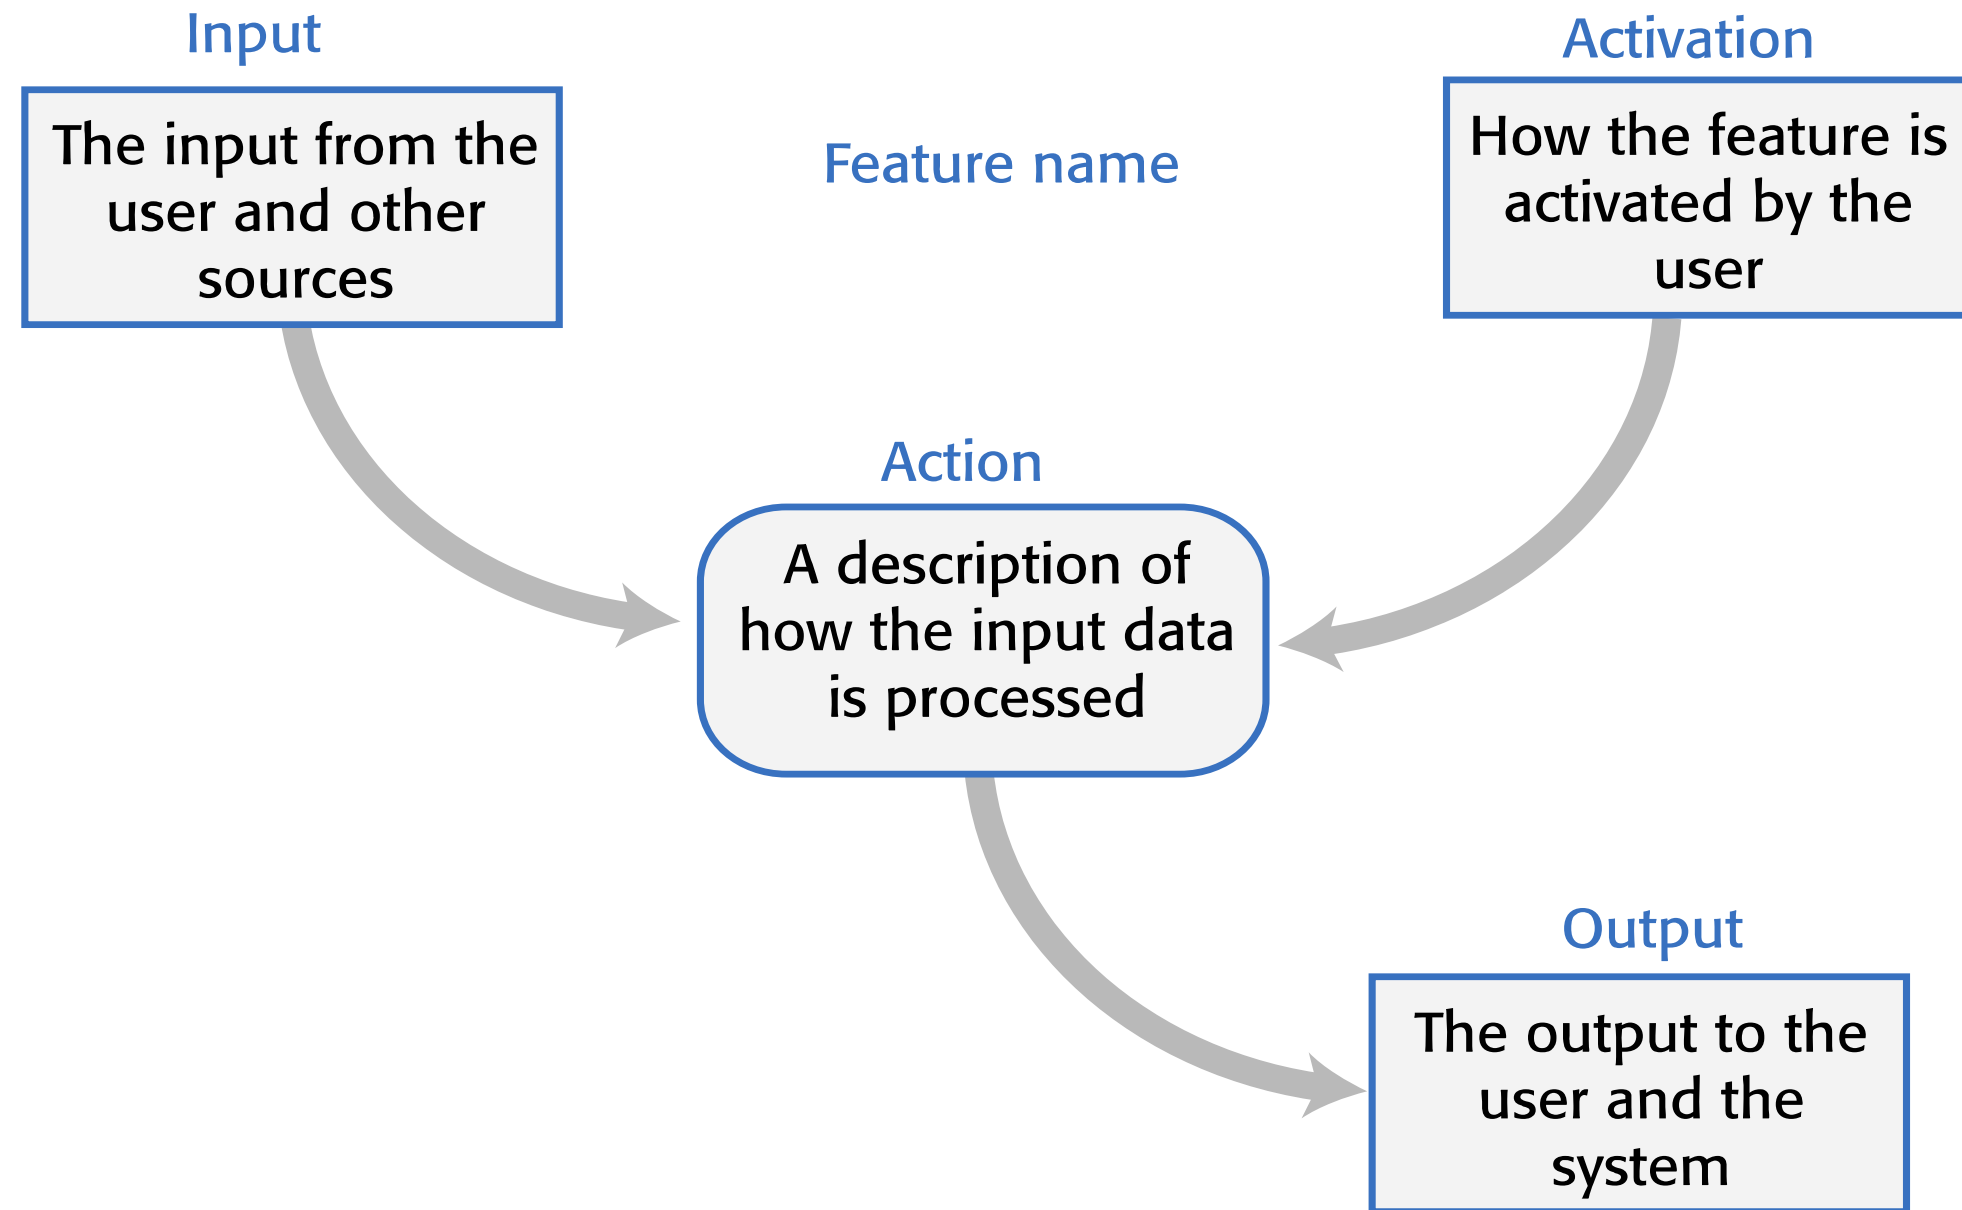 Input
The input from the
user and other
sources
Feature name
Activation
How the feature is
activated by the
user
Action
A description of
how the input data
is processed
Output
The output to the
user and the
system